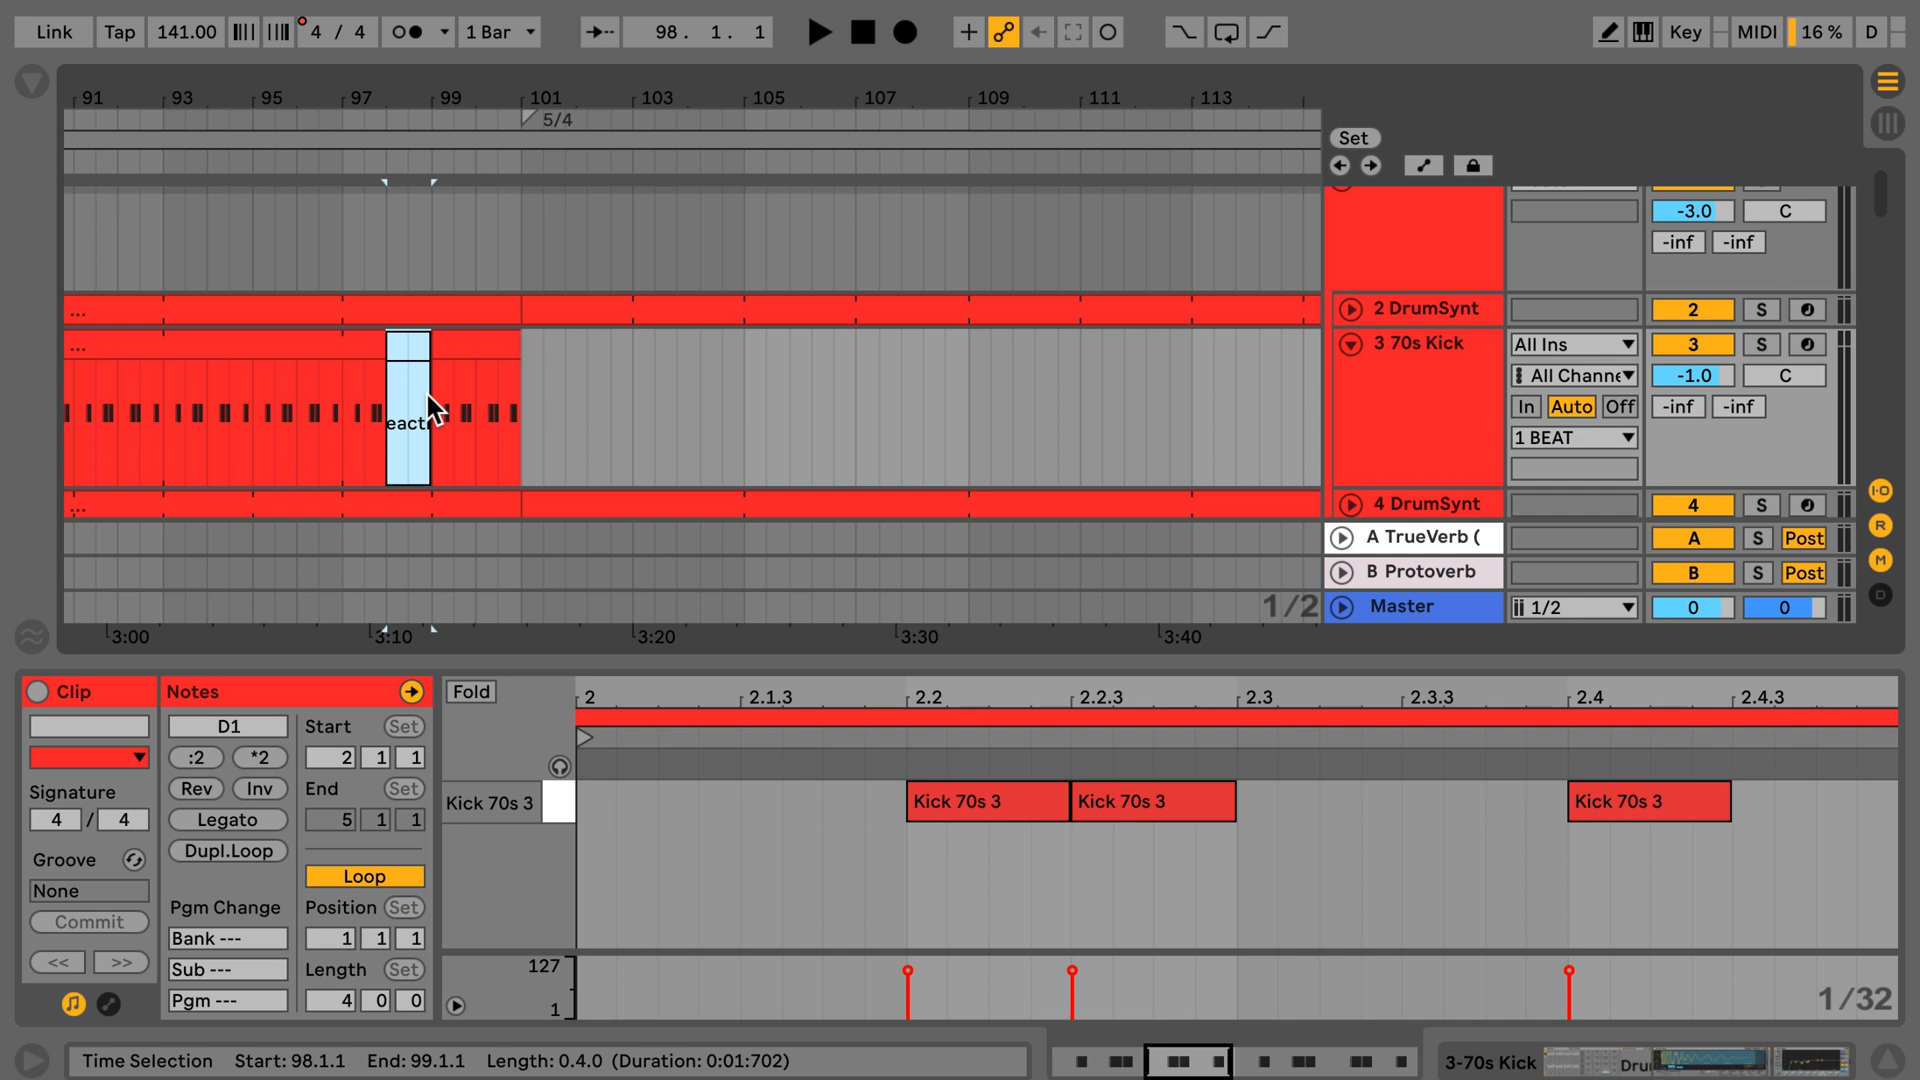 Link Tap 141.00 4 / 4 1 Bar 98. 1. 1 Key MIDI 16 % D
91 93 95 97 99 101 103 105 107 109 111 113
5/4
Set
-3.0 C
-inf -inf
... 2 DrumSynt 2 S
... 3 70s Kick All Ins 3 S
All Channe -1.0 C
In Auto Off -inf -inf
1 BEAT
... 4 DrumSynt 4 S
A TrueVerb ( A S Post
B Protoverb B S Post
1/2 Master 1/2 0 0
3:00 3:10 3:20 3:30 3:40
I·O
R
M
D
Clip Notes Fold 2 2.1.3 2.2 2.2.3 2.3 2.3.3 2.4 2.4.3
D1 Start Set
:2 *2 2 1 1
Signature Rev Inv End Set
4 / 4 Legato 5 1 1
Kick 70s 3 Kick 70s 3 Kick 70s 3 Kick 70s 3
Groove Dupl.Loop
None Loop
Commit Pgm Change Position Set
Bank --- 1 1 1
<< >> Sub --- Length Set
Pgm --- 4 0 0
127
1
1/32
Time Selection Start: 98.1.1 End: 99.1.1 Length: 0.4.0 (Duration: 0:01:702) 3-70s Kick